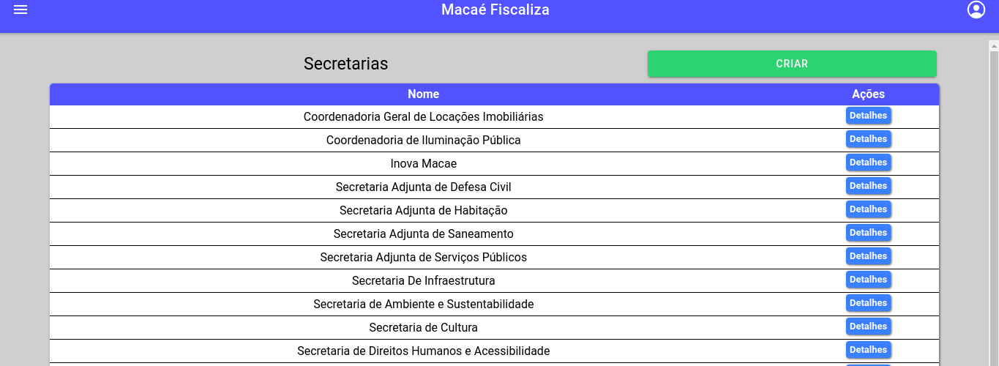 Macaé Fiscaliza
Secretarias
CRIAR
Nome Ações
Coordenadoria Geral de Locações Imobiliárias Detalhes
Coordenadoria de Iluminação Pública Detalhes
Inova Macae Detalhes
Secretaria Adjunta de Defesa Civil Detalhes
Secretaria Adjunta de Habitação Detalhes
Secretaria Adjunta de Saneamento Detalhes
Secretaria Adjunta de Serviços Públicos Detalhes
Secretaria De Infraestrutura Detalhes
Secretaria de Ambiente e Sustentabilidade Detalhes
Secretaria de Cultura Detalhes
Secretaria de Direitos Humanos e Acessibilidade Detalhes